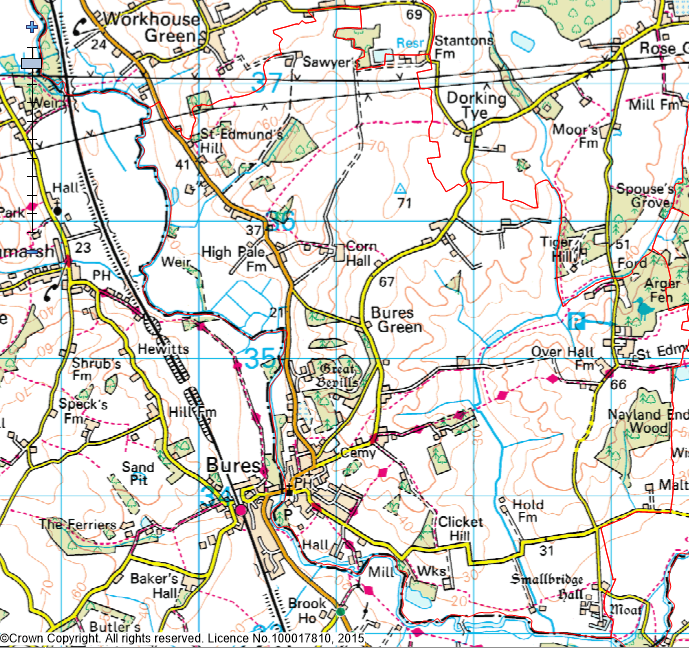 Workhouse
Green
69
24
Sawyer's
Resr
Stantons
Fm
Rose G
37
Weir
Dorking
Tye
Mill Fm
St Edmund's
Hill
60
70
Moor's
Fm
41
71
Hall
Spouse's
Grove
Park
36
37
23
High Pale
Fm
Corn
Hall
Tiger
Hill
51
Ford
PH
Weir
67
Arger
Fen
21
Bures
Green
P
Hewitts
35
Over Hall
Fm
St Edm
Shrub's
Fm
Great
Bevills
66
Speck's
Fm
Hill Fm
Nayland End
Wood
Cemy
Sand
Pit
Bures
PH
34
Hold
Fm
Malt
P
The Ferriers
Clicket
Hill
Hall
31
Baker's
Hall
Mill
Wks
Smallbridge
Hall
Brook
Ho
Moat
Butler's
©Crown Copyright. All rights reserved. Licence No.100017810, 2015.